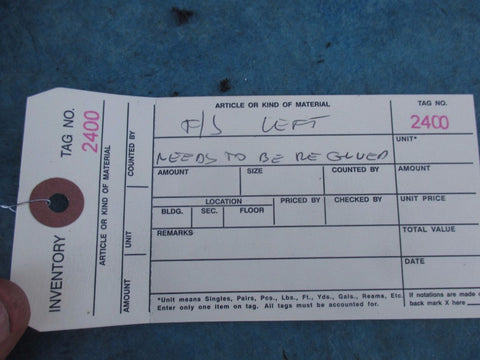 INVENTORY
TAG NO.
2400
ARTICLE OR KIND OF MATERIAL
AMOUNT UNIT COUNTED BY
ARTICLE OR KIND OF MATERIAL
F/S LEFT
NEEDS TO BE REGLUED
AMOUNT SIZE COUNTED BY
LOCATION PRICED BY CHECKED BY
BLDG. SEC. FLOOR
REMARKS
*Unit means Singles, Pairs, Pcs., Lbs., Ft., Yds., Gals., Reams, Etc.
Enter only one item on tag. All tags must be accounted for.
TAG NO.
2400
UNIT*
AMOUNT
UNIT PRICE
TOTAL VALUE
DATE
If notations are made o
back mark X here